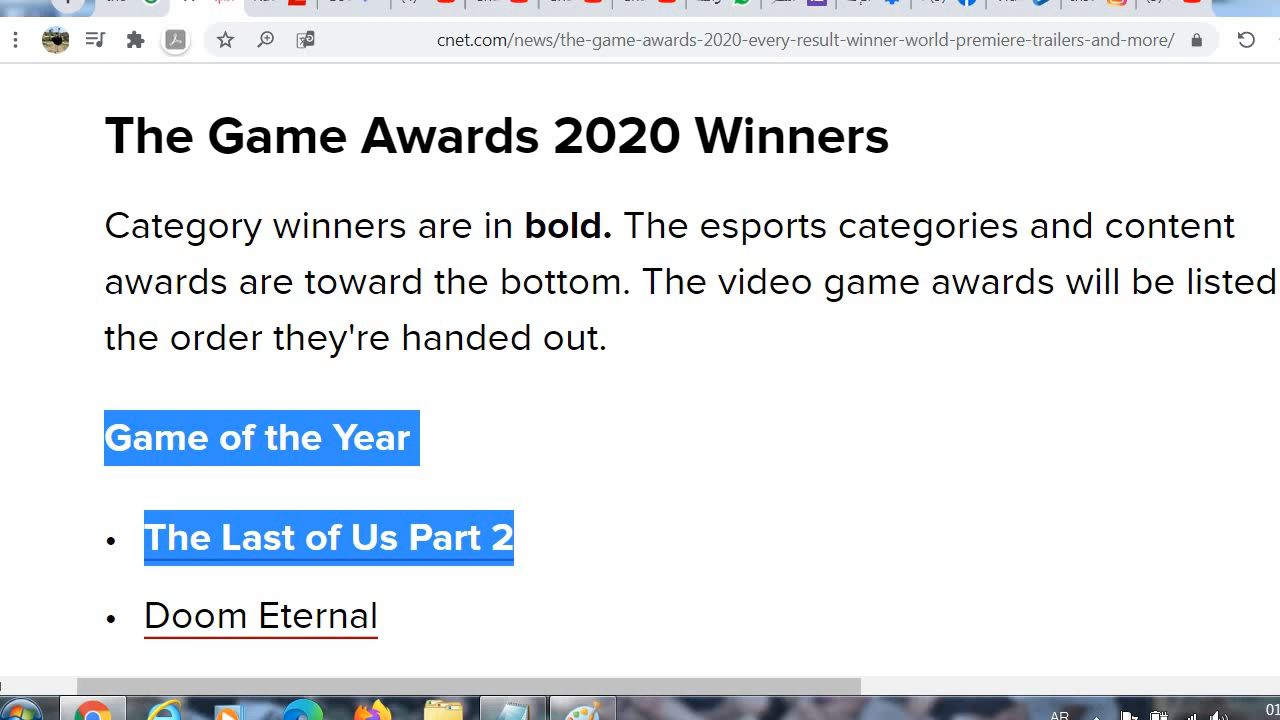 cnet.com/news/the-game-awards-2020-every-result-winner-world-premiere-trailers-and-more/
The Game Awards 2020 Winners
Category winners are in bold. The esports categories and content
awards are toward the bottom. The video game awards will be listed
the order they're handed out.
Game of the Year
• The Last of Us Part 2
• Doom Eternal
AR